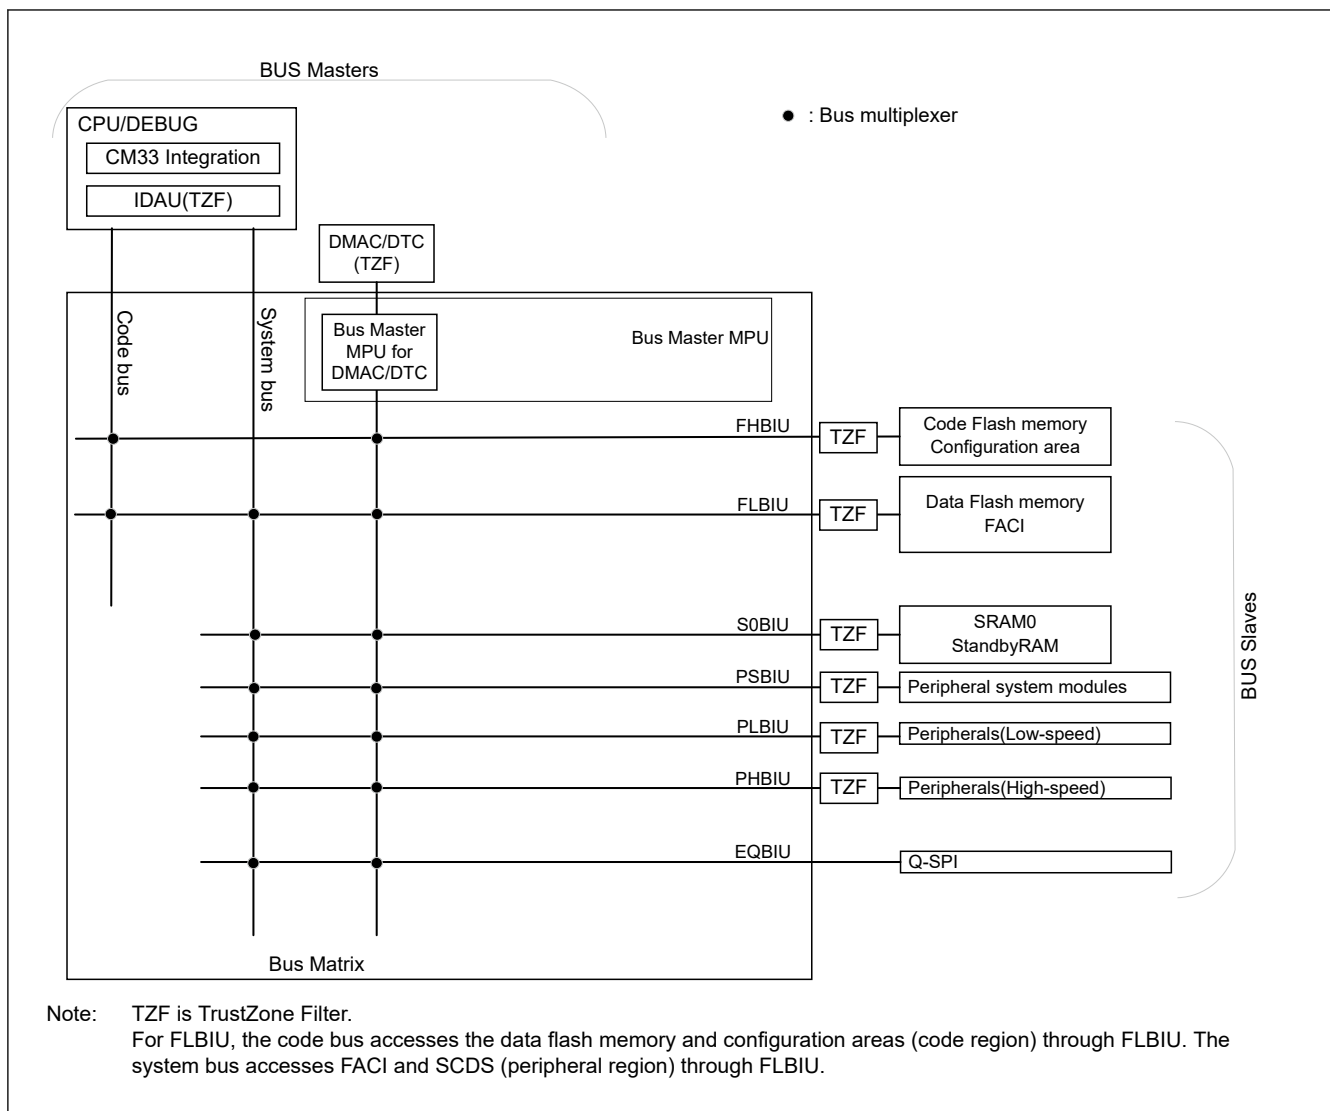 BUS Masters
CPU/DEBUG
CM33 Integration
IDAU(TZF)
● : Bus multiplexer
DMAC/DTC
(TZF)
Code bus
System bus
Bus Master
MPU for
DMAC/DTC
Bus Master MPU
FHBIU
TZF
Code Flash memory
Configuration area
FLBIU
TZF
Data Flash memory
FACI
S0BIU
TZF
SRAM0
StandbyRAM
PSBIU
TZF
Peripheral system modules
PLBIU
TZF
Peripherals(Low-speed)
PHBIU
TZF
Peripherals(High-speed)
EQBIU
Q-SPI
BUS Slaves
Bus Matrix
Note: TZF is TrustZone Filter.
For FLBIU, the code bus accesses the data flash memory and configuration areas (code region) through FLBIU. The
system bus accesses FACI and SCDS (peripheral region) through FLBIU.